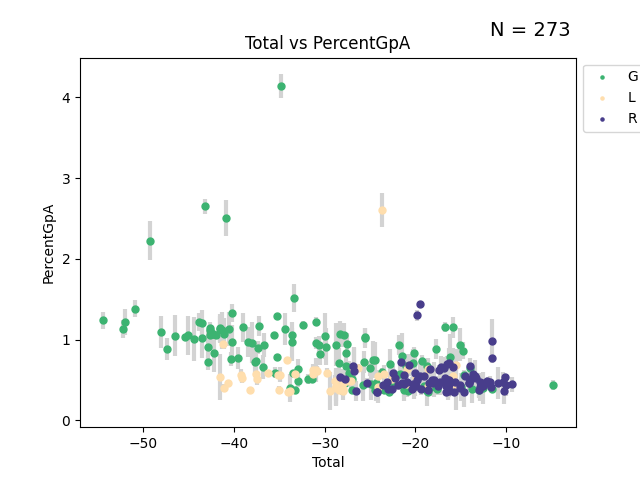 N = 273
Total vs PercentGpA
G
L
R
4
3
2
1
0
PercentGpA
−50
−40
−30
−20
−10
Total